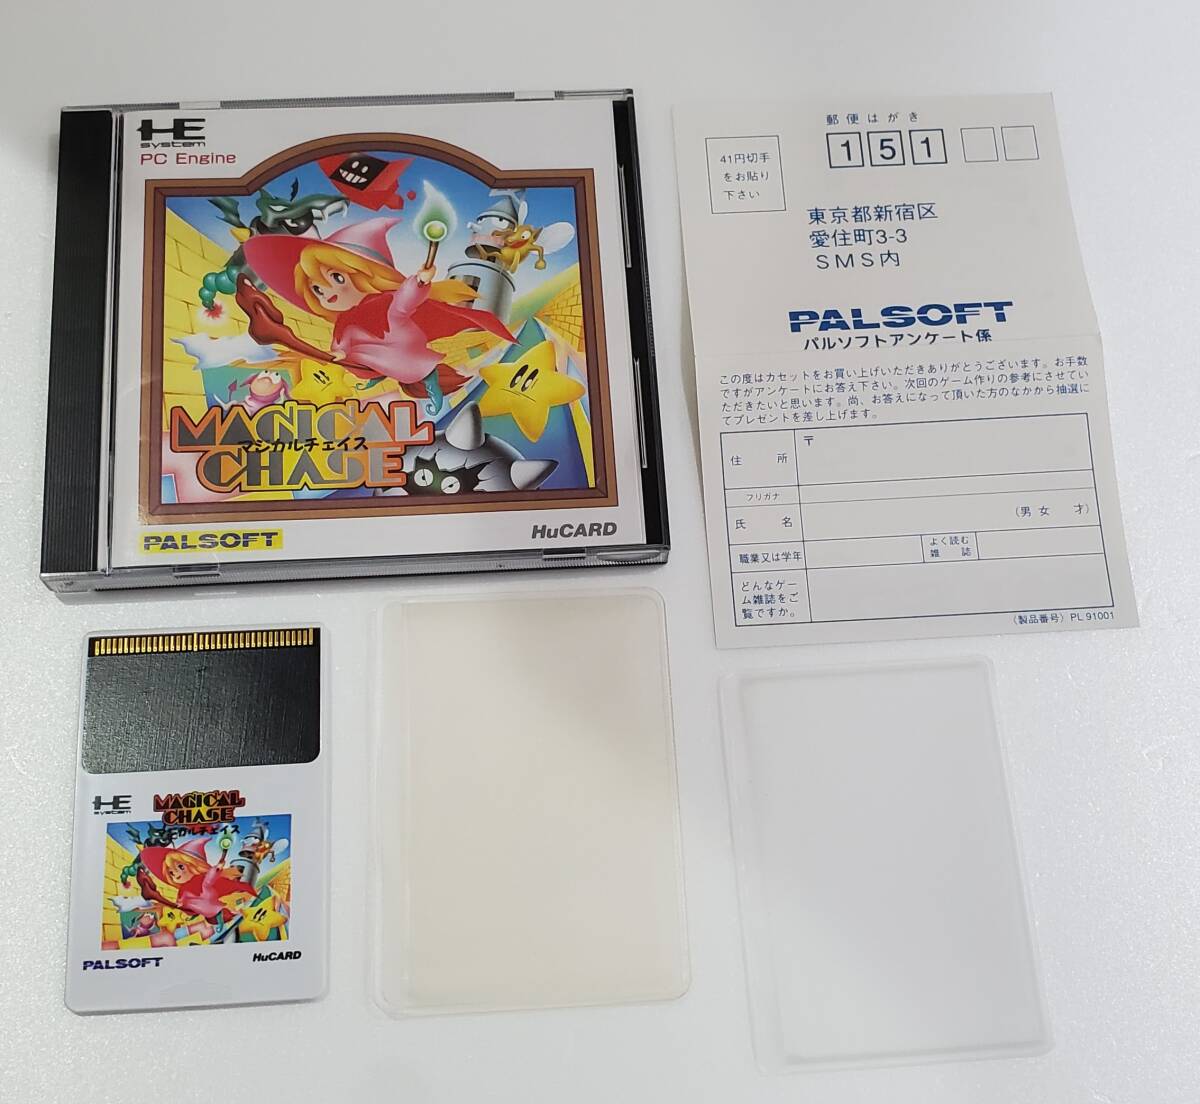 HE
system
PC Engine
MAGICAL
マジカルチェイス
CHASE
PALSOFT
HuCARD
郵便はがき
151
41円切手
をお貼り
下さい
東京都新宿区
愛住町3-3
SMS内
PALSOFT
パルソフトアンケート係
この度はカセットをお買い上げいただきありがとうございます。お手数
ですがアンケートにお答え下さい。次回のゲーム作りの参考にさせてい
ただきたいと思います。尚、お答えになって頂いた方のなかから抽選に
てプレゼントを差し上げます。
住所
〒
フリガナ
氏名
(男女 才)
職業又は学年
よく読む
雑誌
どんなゲー
ム雑誌をご
覧ですか。
(製品番号) PL 91001
HE
system
MAGICAL
CHASE
マジカルチェイス
PALSOFT
HuCARD